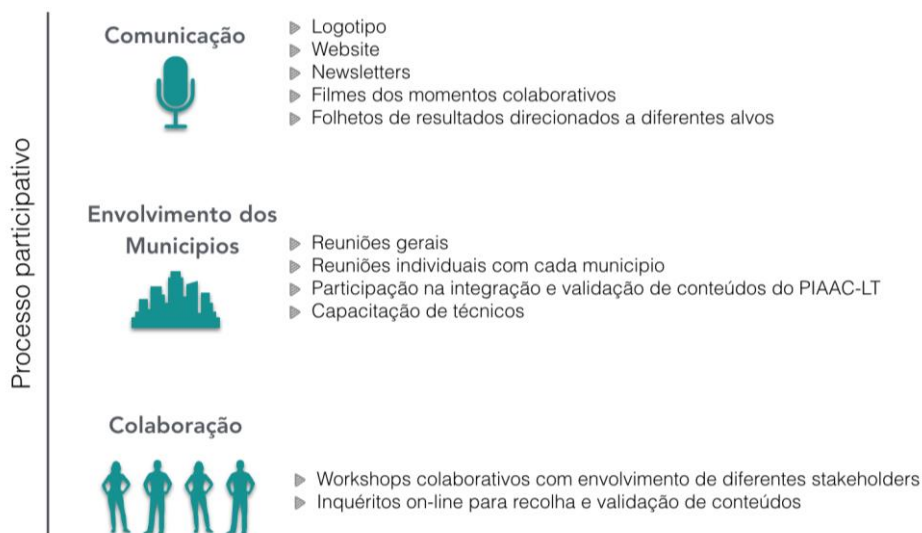 Processo participativo
Comunicação
Logotipo
Website
Newsletters
Filmes dos momentos colaborativos
Folhetos de resultados direcionados a diferentes alvos
Envolvimento dos
Municipios
Reuniões gerais
Reuniões individuais com cada municipio
Participação na integração e validação de conteúdos do PIAAC-LT
Capacitação de técnicos
Colaboração
Workshops colaborativos com envolvimento de diferentes stakeholders
Inquéritos on-line para recolha e validação de conteúdos